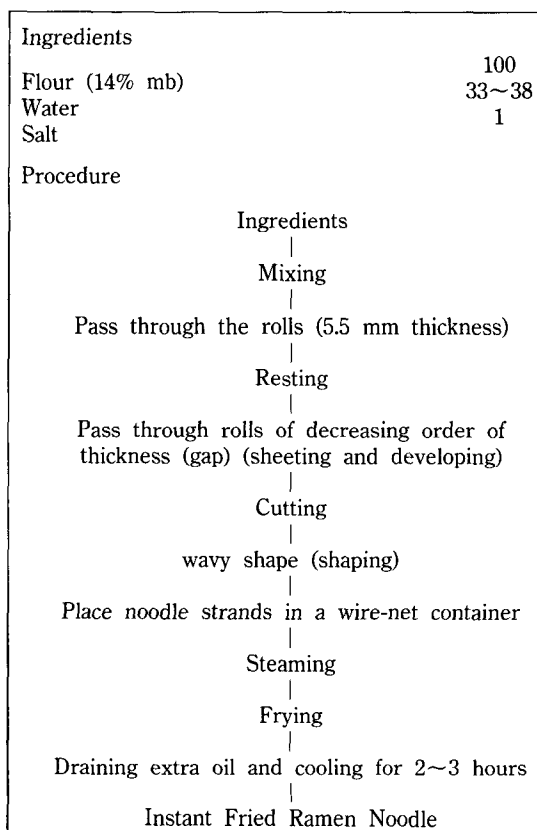 Ingredients
Flour (14% mb) 100
Water 33~38
Salt 1
Procedure
Ingredients
Mixing
Pass through the rolls (5.5 mm thickness)
Resting
Pass through rolls of decreasing order of
thickness (gap) (sheeting and developing)
Cutting
wavy shape (shaping)
Place noodle strands in a wire-net container
Steaming
Frying
Draining extra oil and cooling for 2~3 hours
Instant Fried Ramen Noodle